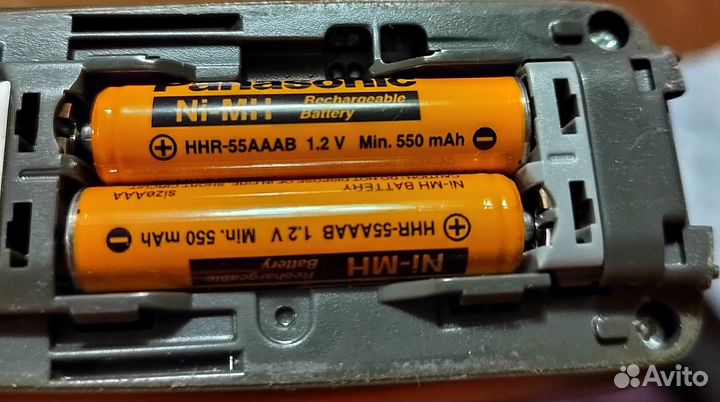 Panasonic
Ni-MH Rechargeable
Battery
⊕ HHR-55AAAB 1.2 V Min. 550 mAh ⊖
Ni-MH BATTERY
SizeAAA
⊕ HHR-55AAAB 1.2 V Min. 550 mAh ⊖
Ni-MH Rechargeable
Battery
Avito